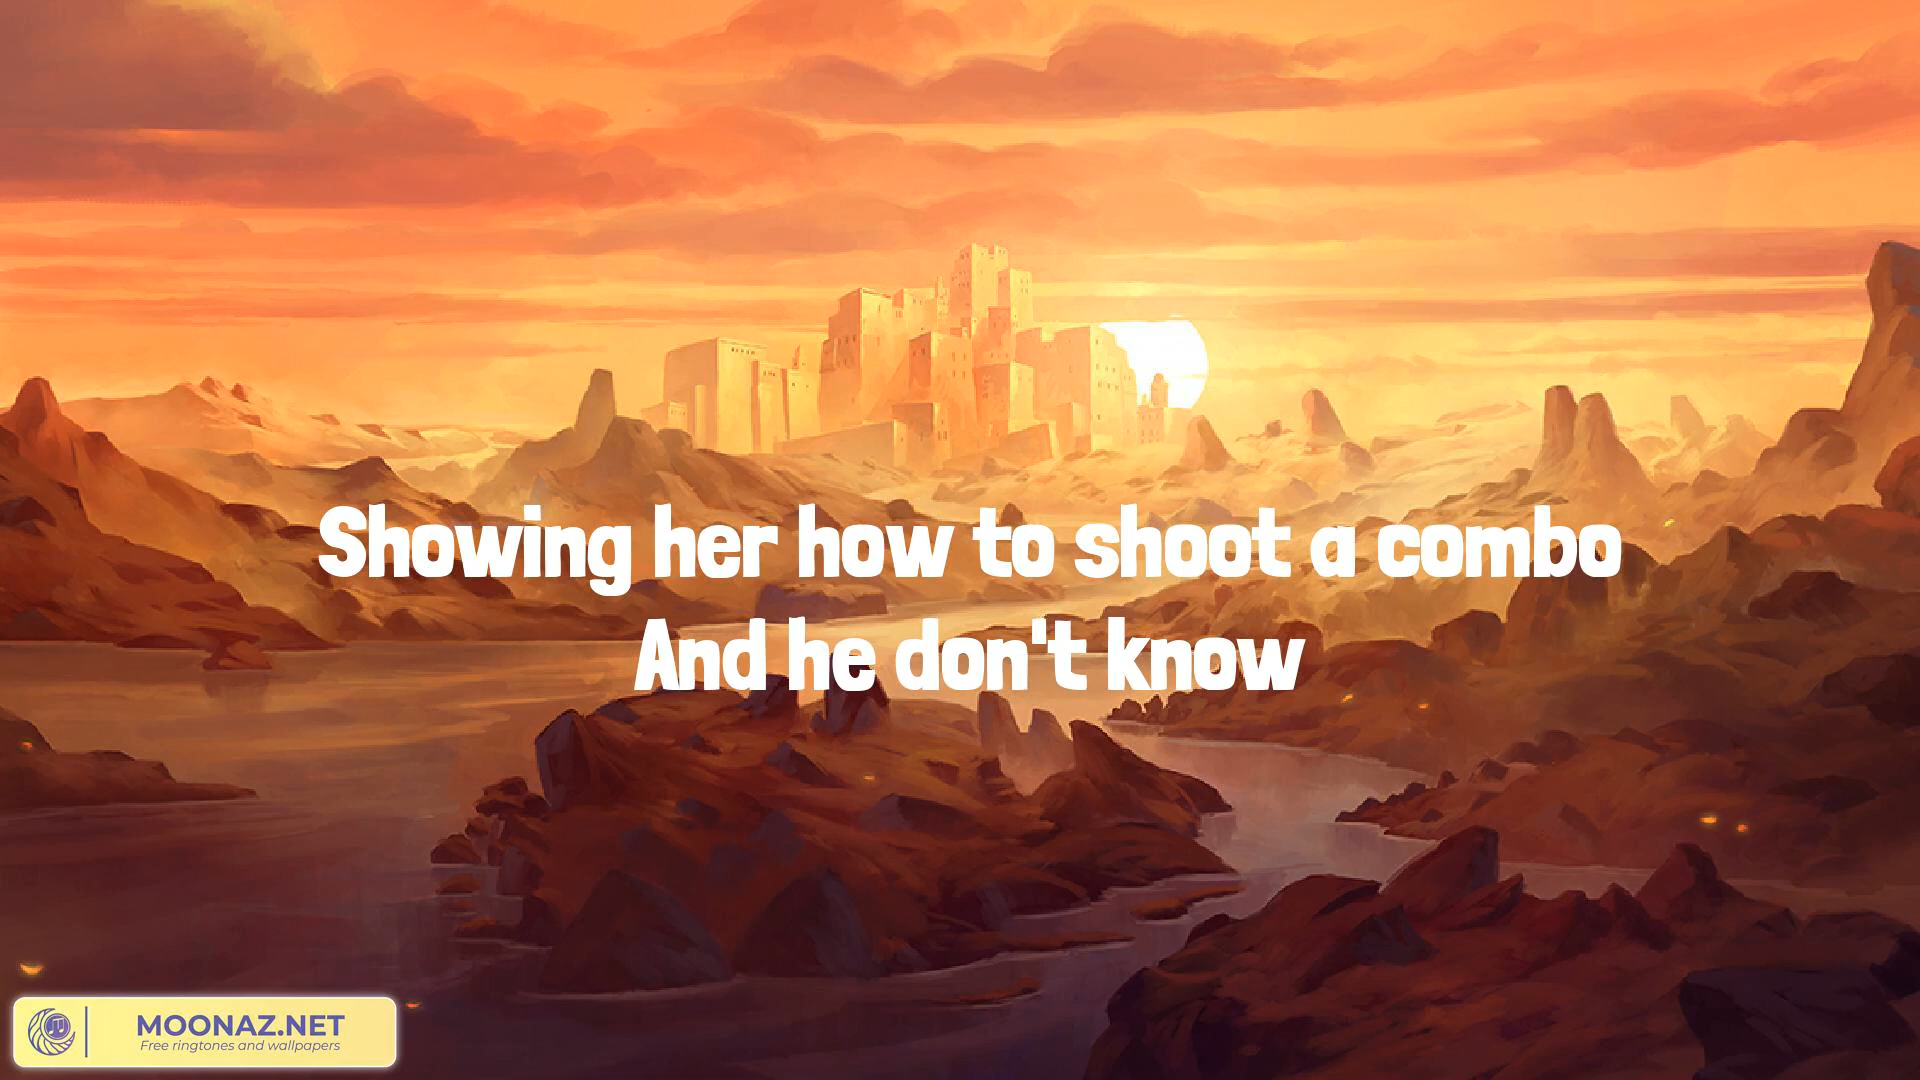 Showing her how to shoot a combo
And he don't know
MOONAZ.NET
Free ringtones and wallpapers